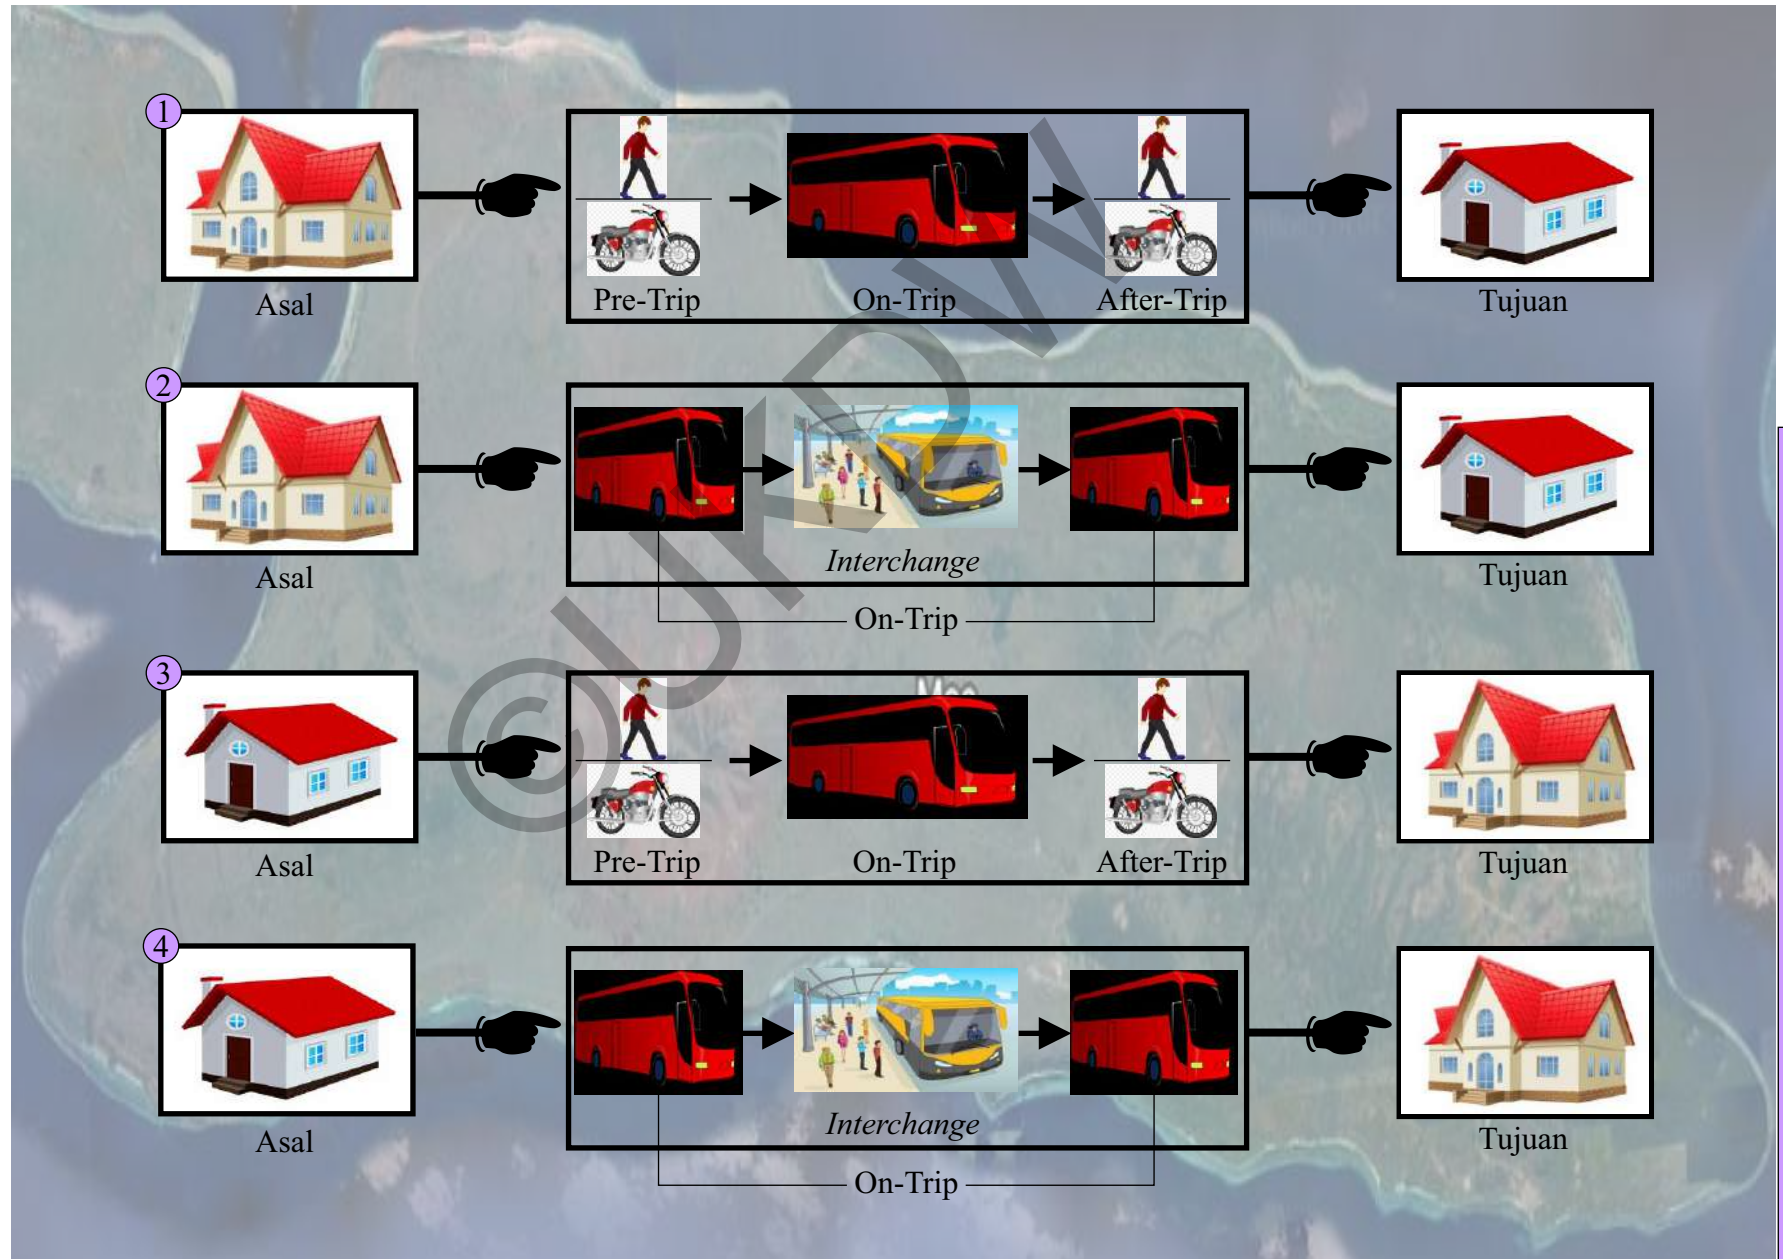 1
Asal
Pre-Trip
On-Trip
After-Trip
Tujuan
2
Asal
Interchange
On-Trip
Tujuan
3
Asal
Pre-Trip
On-Trip
After-Trip
Tujuan
4
Asal
Interchange
On-Trip
Tujuan
©UKDW